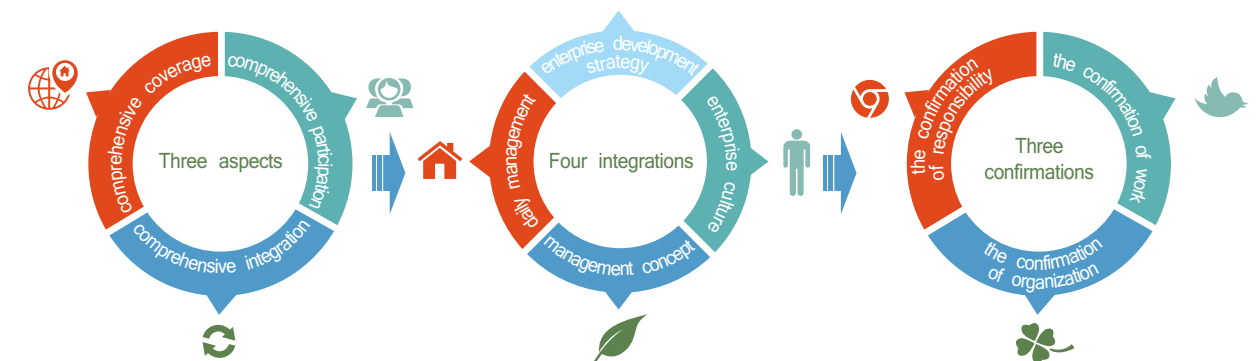 comprehensive coverage
comprehensive participation
Three aspects
comprehensive integration
enterprise development
strategy
daily management
Four integrations
enterprise culture
management concept
the confirmation
of responsibility
the confirmation of work
Three
confirmations
the confirmation
of organization